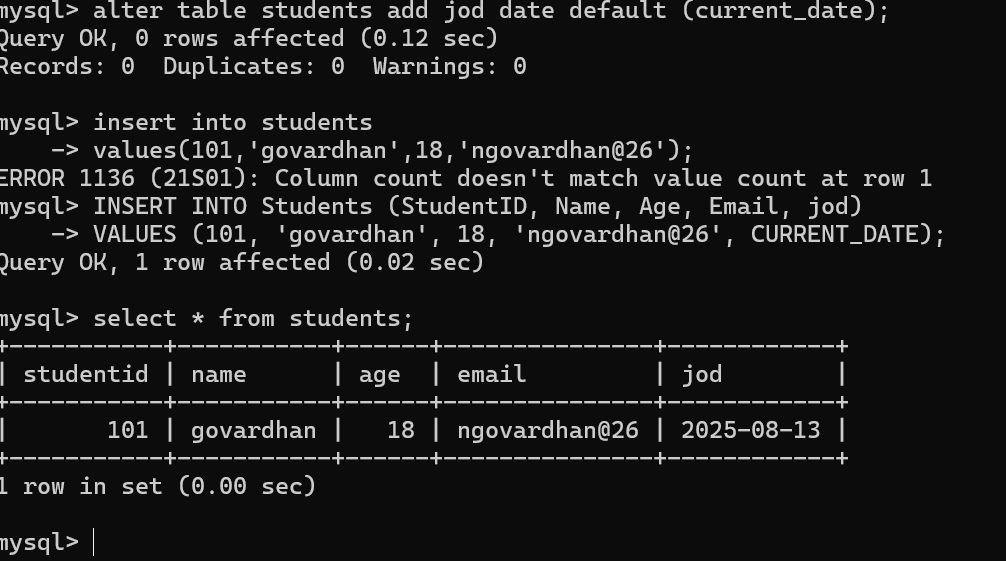 mysql> alter table students add jod date default (current_date);
Query OK, 0 rows affected (0.12 sec)
Records: 0  Duplicates: 0  Warnings: 0
mysql> insert into students
    -> values(101,'govardhan',18,'ngovardhan@26');
ERROR 1136 (21S01): Column count doesn't match value count at row 1
mysql> INSERT INTO Students (StudentID, Name, Age, Email, jod)
    -> VALUES (101, 'govardhan', 18, 'ngovardhan@26', CURRENT_DATE);
Query OK, 1 row affected (0.02 sec)
mysql> select * from students;
+-----------+-----------+------+---------------+------------+
| studentid | name      | age  | email         | jod        |
+-----------+-----------+------+---------------+------------+
|       101 | govardhan |   18 | ngovardhan@26 | 2025-08-13 |
+-----------+-----------+------+---------------+------------+
1 row in set (0.00 sec)
mysql>